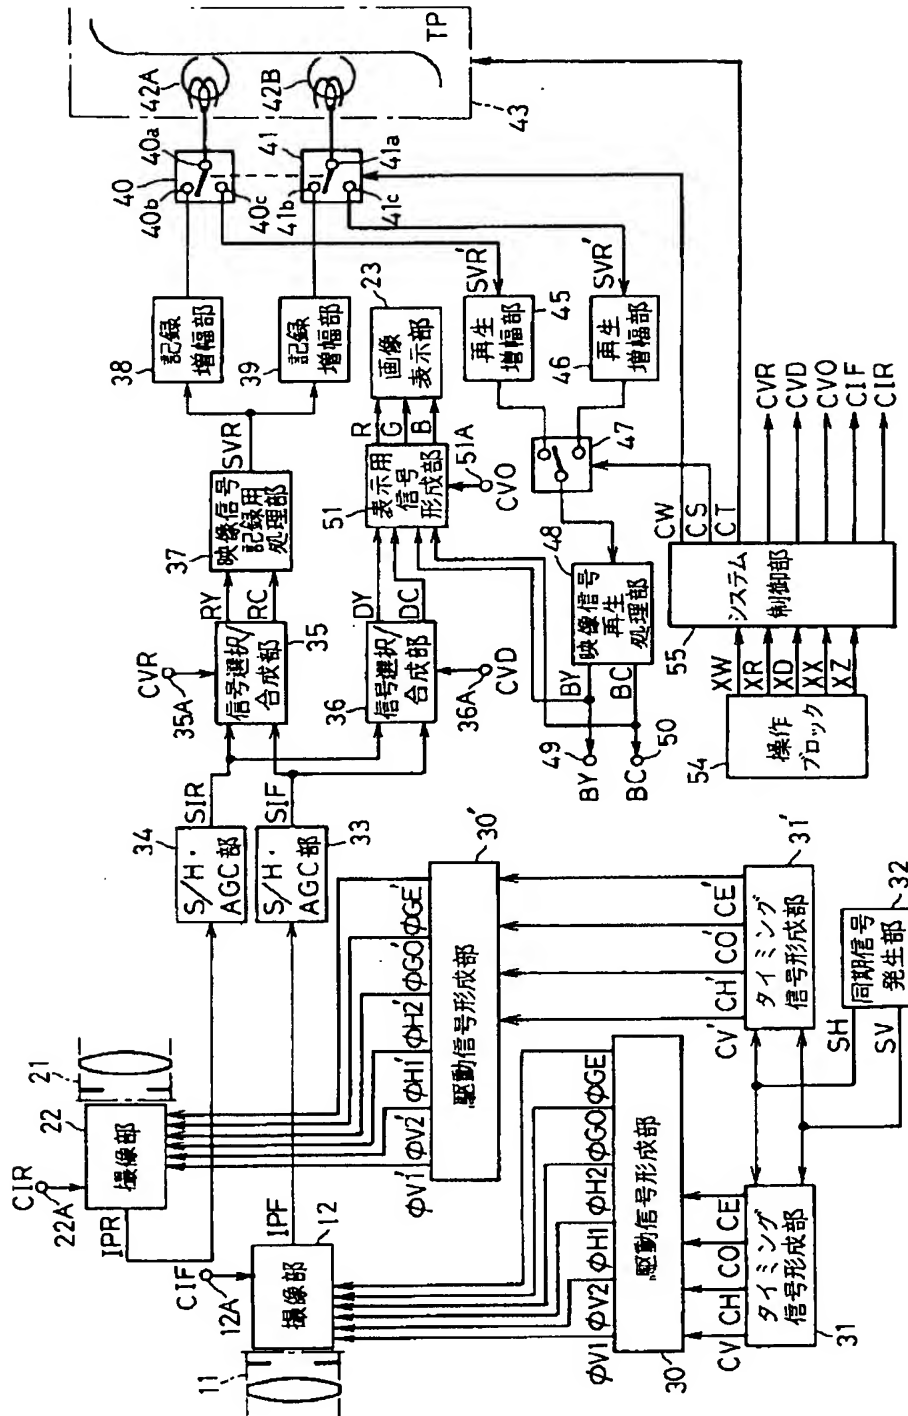 CIR
22A
21
22
撮像部
IPR
CIF
12A
11
撮像部
12
IPF
34
S/H・
AGC部
SIR
S/H・
AGC部
33
SIF
CVR
35A
信号選択/
合成部
35
RY
RC
37
映像信号
記録用
処理部
SVR
38
記録
増幅部
39
記録
増幅部
40
40a
40b
40c
41
41a
41b
41c
42A
42B
TP
43
36
信号選択/
合成部
36A
CVD
DY
DC
51
表示用
信号
形成部
51A
CVO
R
G
B
23
画像
表示部
SVR'
再生
増幅部
45
SVR'
46
再生
増幅部
47
48
映像信号
再生
処理部
BY
BC
49
BY
BC
50
φV1'
φV2'
φH1'
φH2'
φGO'
φGE'
駆動信号形成部
30'
φV1
φV2
φH1
φH2
φGO
φGE
駆動信号形成部
30
CV'
CH'
CO'
CE'
タイミング
信号形成部
31'
CV
CH
CO
CE
タイミング
信号形成部
31
SH
SV
同期信号
発生部
32
54
操作
ブロック
XW
XR
XD
XX
XZ
55
システム
制御部
CW
CS
CT
CVR
CVD
CVO
CIF
CIR